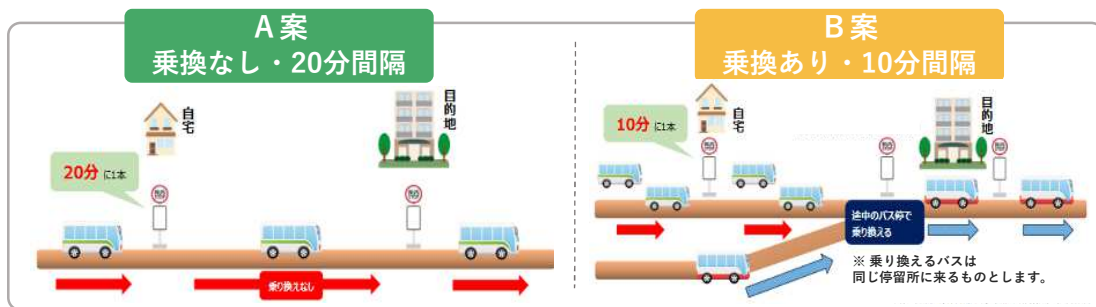 A案
乗換なし・20分間隔
自宅
目的地
20分 に1本
乗り換えなし
B案
乗換あり・10分間隔
自宅
目的地
10分 に1本
途中のバス停で
乗り換える
※ 乗り換えるバスは
同じ停留所に来るものとします。